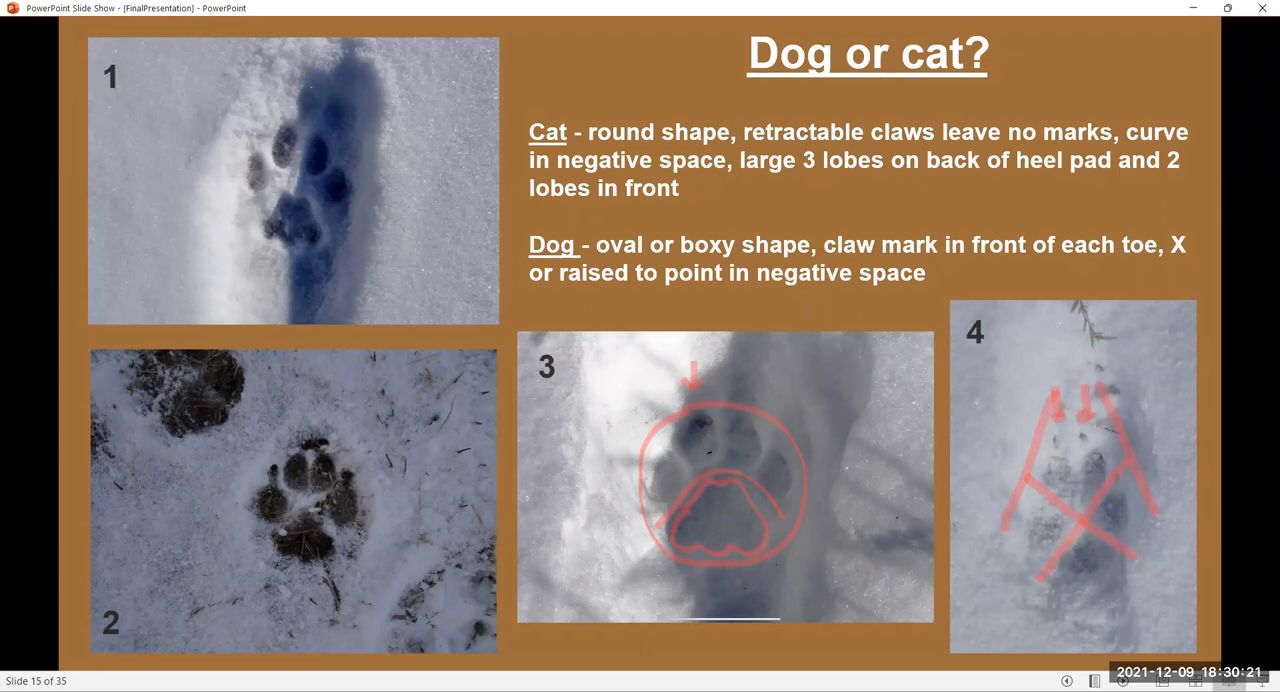 PowerPoint Slide Show - [FinalPresentation] - PowerPoint
1
Dog or cat?
Cat - round shape, retractable claws leave no marks, curve
in negative space, large 3 lobes on back of heel pad and 2
lobes in front
Dog - oval or boxy shape, claw mark in front of each toe, X
or raised to point in negative space
2
3
4
Slide 15 of 35
2021-12-09 18:30:21